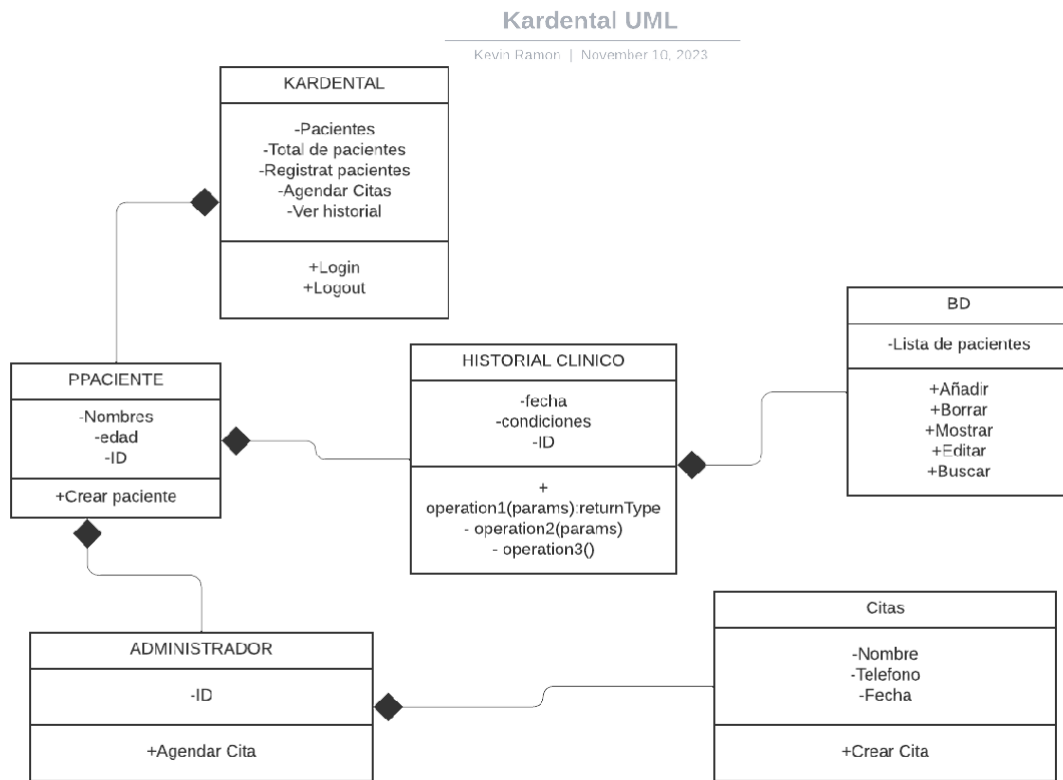 Kardental UML
Kevin Ramon | November 10, 2023
KARDENTAL
-Pacientes
-Total de pacientes
-Registrat pacientes
-Agendar Citas
-Ver historial
+Login
+Logout
BD
-Lista de pacientes
+Añadir
+Borrar
+Mostrar
+Editar
+Buscar
HISTORIAL CLINICO
-fecha
-condiciones
-ID
+
operation1(params):returnType
- operation2(params)
- operation3()
PPACIENTE
-Nombres
-edad
-ID
+Crear paciente
ADMINISTRADOR
-ID
+Agendar Cita
Citas
-Nombre
-Telefono
-Fecha
+Crear Cita